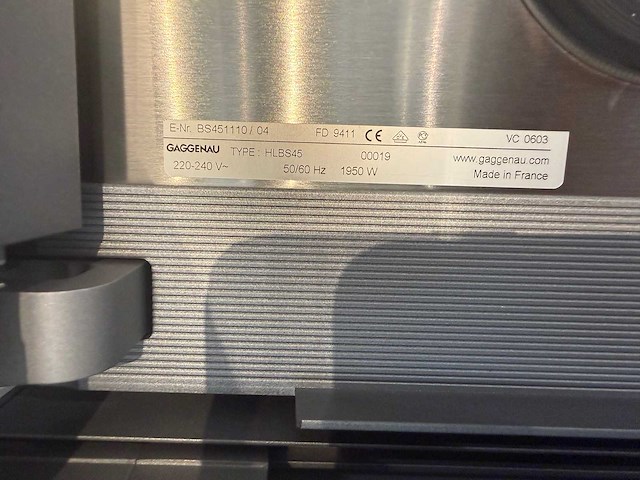 E-Nr. BS451110 / 04 FD 9411 CE VC 0603
GAGGENAU TYPE : HLBS45 00019 www.gaggenau.com
220-240 V~ 50/60 Hz 1950 W Made in France